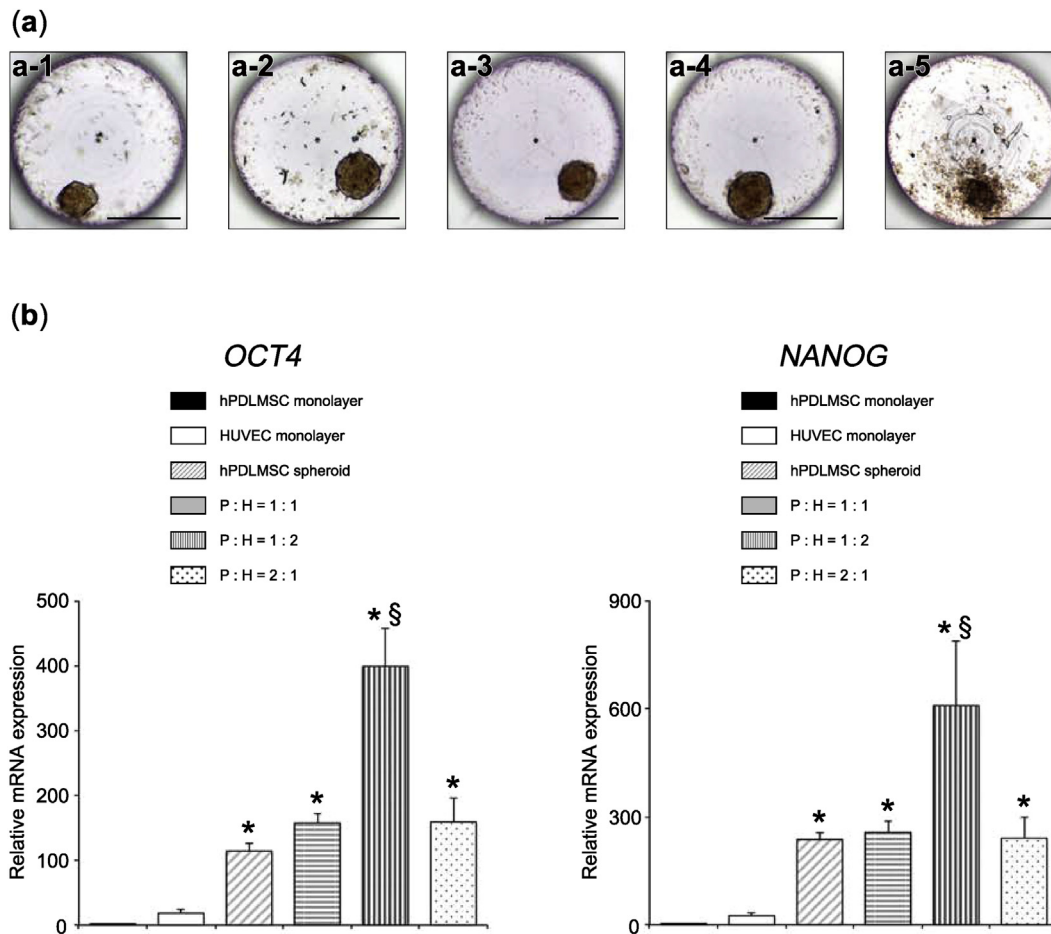 (a)
a-1 a-2 a-3 a-4 a-5
(b)
OCT4
hPDLMSC monolayer
HUVEC monolayer
hPDLMSC spheroid
P : H = 1 : 1
P : H = 1 : 2
P : H = 2 : 1
Relative mRNA expression
500
400
300
200
100
0
* * * § *
NANOG
hPDLMSC monolayer
HUVEC monolayer
hPDLMSC spheroid
P : H = 1 : 1
P : H = 1 : 2
P : H = 2 : 1
Relative mRNA expression
900
600
300
0
* * * § *